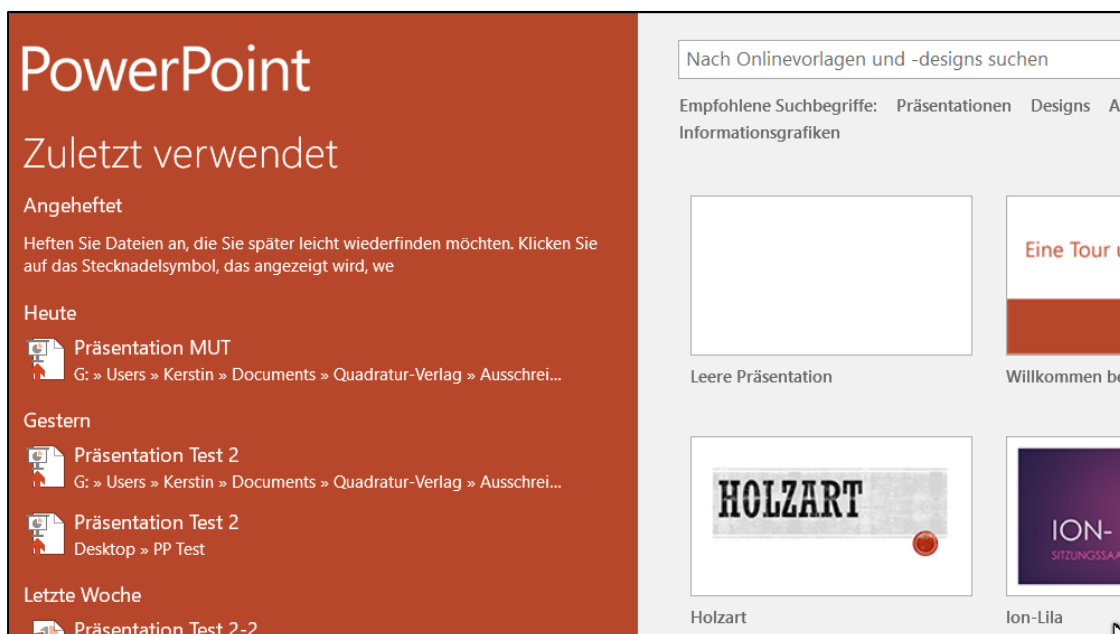 PowerPoint
Zuletzt verwendet
Angeheftet
Heften Sie Dateien an, die Sie später leicht wiederfinden möchten. Klicken Sie
auf das Stecknadelsymbol, das angezeigt wird, we
Heute
Präsentation MUT
G: » Users » Kerstin » Documents » Quadratur-Verlag » Ausschrei...
Gestern
Präsentation Test 2
G: » Users » Kerstin » Documents » Quadratur-Verlag » Ausschrei...
Präsentation Test 2
Desktop » PP Test
Letzte Woche
Präsentation Test 2-2
Nach Onlinevorlagen und -designs suchen
Empfohlene Suchbegriffe: Präsentationen Designs A
Informationsgrafiken
Eine Tour
Leere Präsentation
Willkommen be
HOLZART
ION-
SITZUNGSSAA
Holzart
Ion-Lila